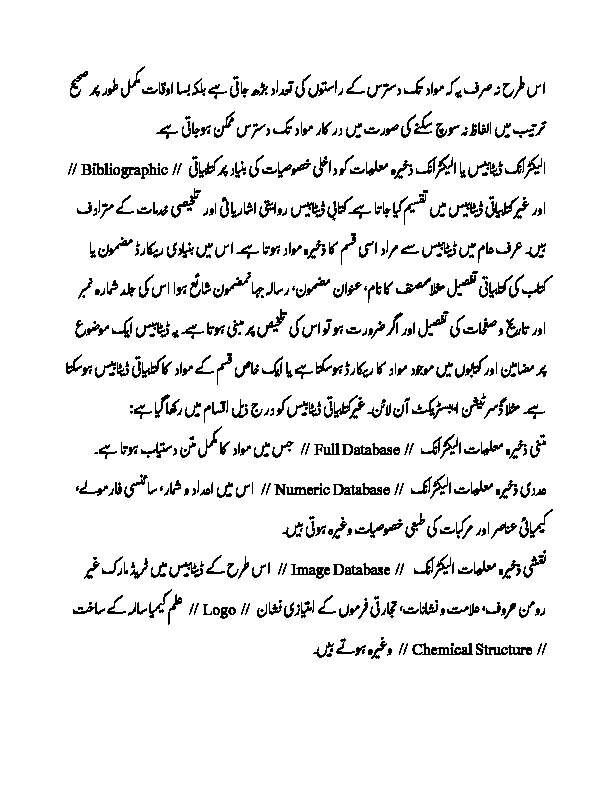 اس طرح نہ صرف یہ کہ مواد تک دسترس کے راستوں کی تعداد بڑھ جاتی ہے بلکہ بسا اوقات مکمل طور پر صحیح
ترتیب میں الفاظ نہ سوچ سکنے کی صورت میں درکار مواد تک دسترس ممکن ہوجاتی ہے۔
الیکٹرانک ڈیٹابیس یا الیکٹرانک ذخیرہ معلومات کو داخلی خصوصیات کی بنیاد پر کتابیاتی // Bibliographic //
اور غیر کتابیاتی ڈیٹابیس میں تقسیم کیا جاتا ہے۔ کتابی ڈیٹابیس روایتی اشاریاتی اور تلخیصی خدمات کے مترادف
ہیں۔ عرف عام میں ڈیٹابیس سے مراد اسی قسم کا ذخیرہ مواد ہوتا ہے۔ اس میں بنیادی ریکارڈ مضمون یا
کتاب کی کتابیاتی تفصیل مثلاًمصنف کا نام، عنوان مضمون، رسالہ جہاںمضمون شائع ہوا اس کی جلد شمارہ نمبر
اور تاریخ و صفحات کی تفصیل اور اگر ضرورت ہو تو اس کی تلخیص پر مبنی ہوتا ہے۔ یہ ڈیٹابیس ایک موضوع
پر مضامین اور کتابوں میں موجود مواد کا ریکارڈ ہوسکتا ہے یا ایک خاص قسم کے مواد کا کتابیاتی ڈیٹابیس ہوسکتا
ہے۔ مثلاً ڈسرٹیشن ایبسٹریکٹ آن لائن۔ غیرکتابیاتی ڈیٹابیس کو درج ذیل اقسام میں رکھا گیا ہے:
متنی ذخیرہ معلومات الیکٹرانک // Full Database // جس میں مواد کا مکمل متن دستیاب ہوتا ہے۔
عددی ذخیرہ معلومات الیکٹرانک // Numeric Database // اس میں اعداد و شمار، سائنسی فارمولے،
کیمیائی عناصر اور مرکبات کی طبعی خصوصیات وغیرہ ہوتی ہیں۔
نقشی ذخیرہ معلومات الیکٹرانک // Image Database // اس طرح کے ڈیٹابیس میں ٹریڈ مارک غیر
رومن حروف، علامت و نشانات، تجارتی فرموں کے امتیازی نشان // Logo // علم کیمیا سالمہ کے ساخت
// Chemical Structure // وغیرہ ہوتے ہیں۔